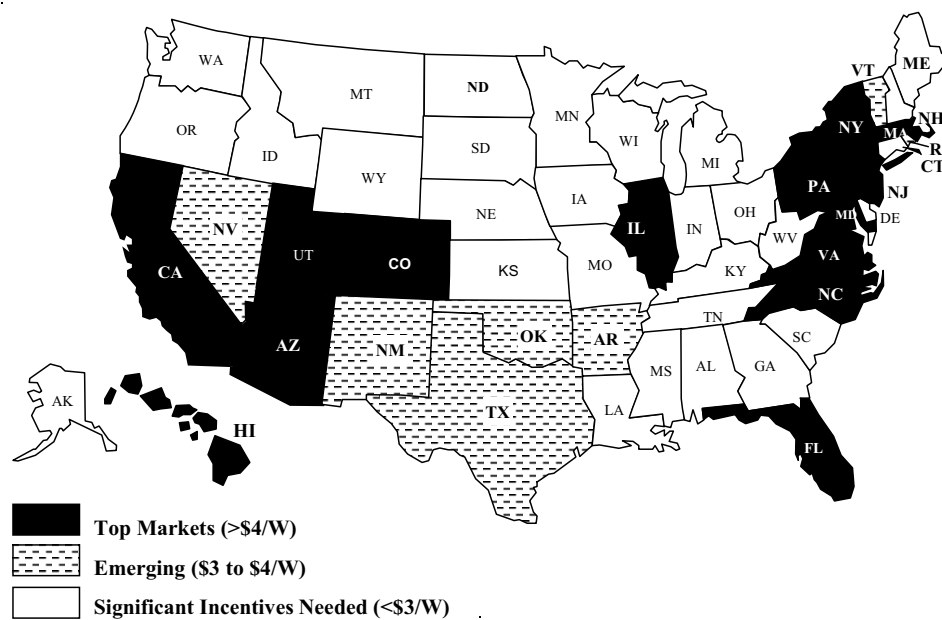 WA
MT
ND
MN
VT
ME
OR
ID
SD
WI
MI
NY
NH
MA
R
CT
WY
IA
NE
PA
NJ
OH
IN
IL
MD
DE
NV
UT
CO
CA
KS
MO
WV
VA
KY
NC
TN
AZ
NM
OK
AR
SC
MS
AL
GA
AK
TX
LA
HI
FL
Top Markets (>$4/W)
Emerging ($3 to $4/W)
Significant Incentives Needed (<$3/W)